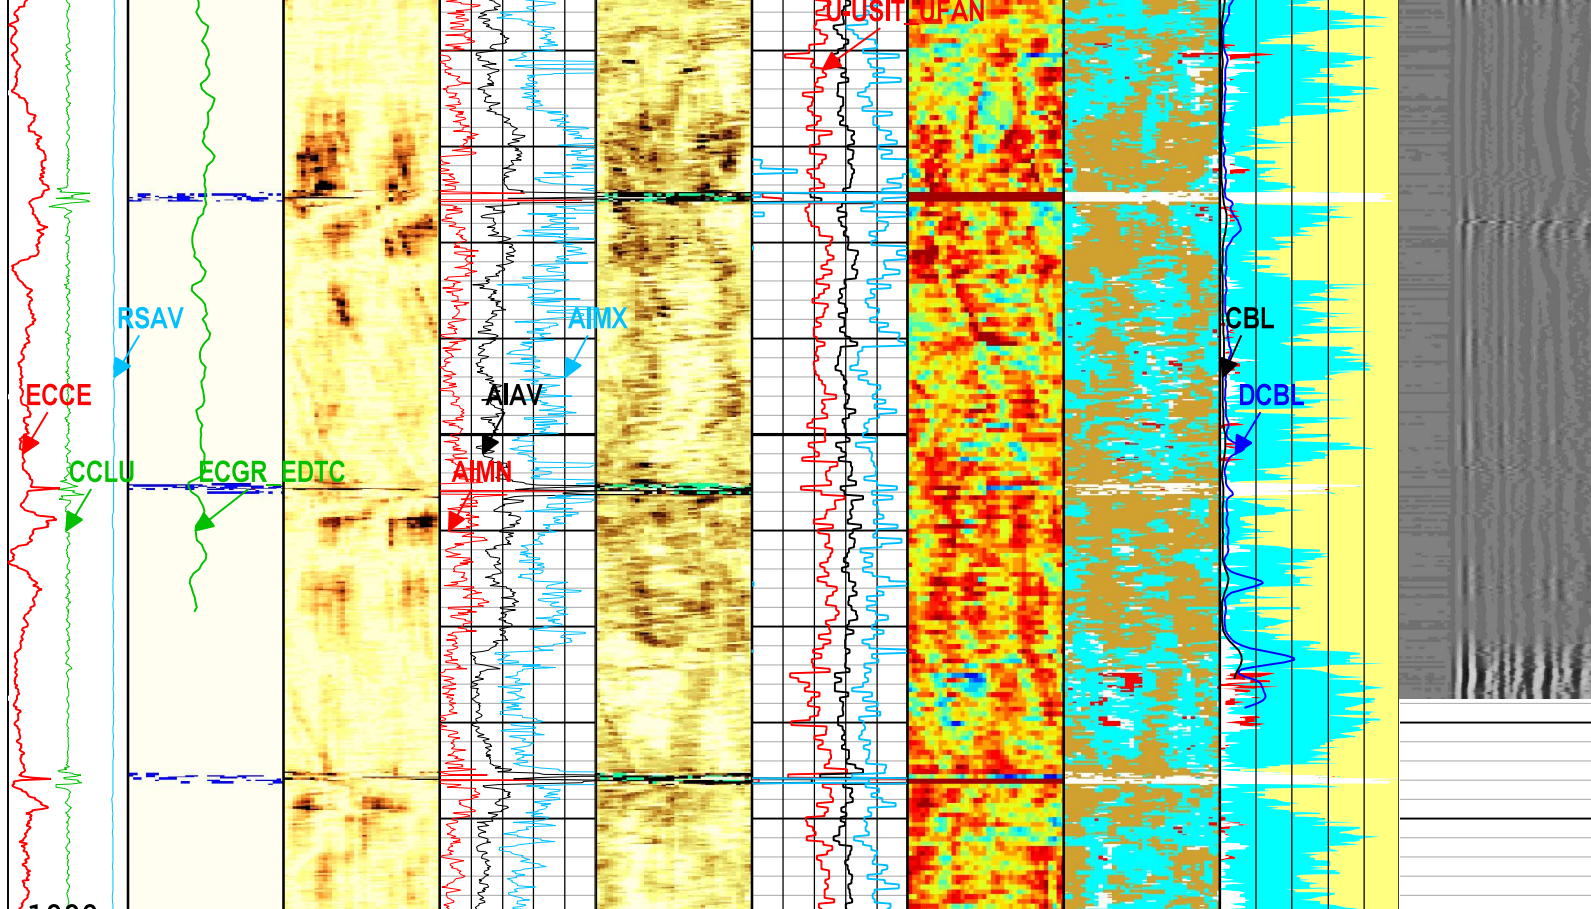 U-USIT_UFAN
RSAV
AIMX
CBL
ECCE
AIAV
DCBL
CCLU
ECGR_EDTC
AIMN